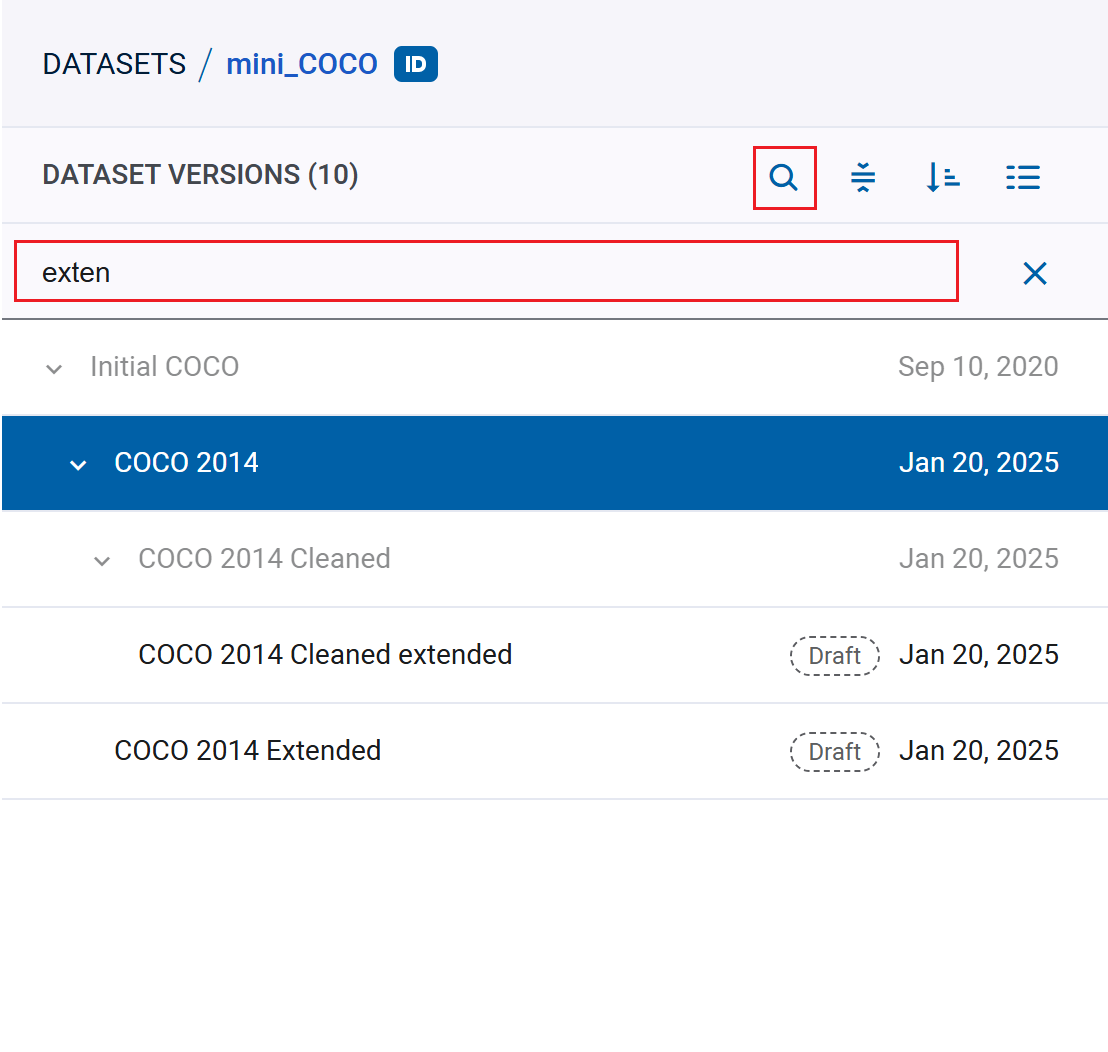 DATASETS / mini_COCO ID
DATASET VERSIONS (10)
exten
Initial COCO Sep 10, 2020
COCO 2014 Jan 20, 2025
COCO 2014 Cleaned Jan 20, 2025
COCO 2014 Cleaned extended Draft Jan 20, 2025
COCO 2014 Extended Draft Jan 20, 2025